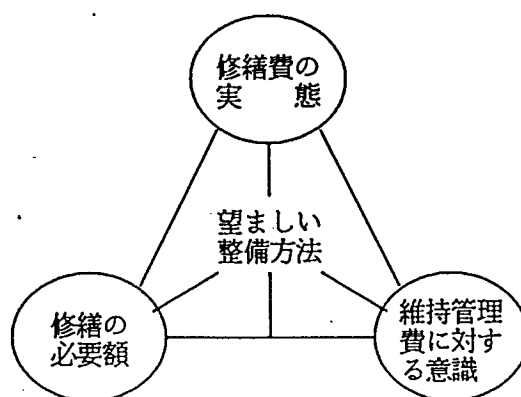 修繕費の
実　　態
望ましい
整備方法
修繕の
必要額
維持管理
費に対す
る意識